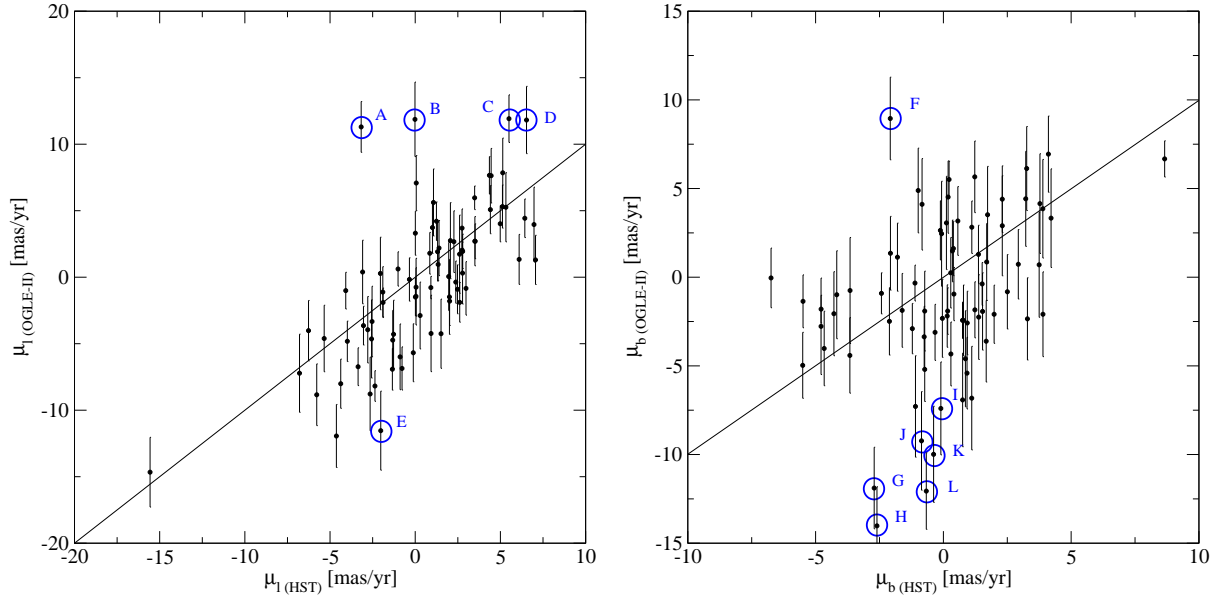 20
10
0
-10
-20
-20
-15
-10
-5
0
5
10
μl (HST) [mas/yr]
μl (OGLE-II) [mas/yr]
A
B
C
D
E
15
10
5
0
-5
-10
-15
-10
-5
0
5
10
μb (HST) [mas/yr]
μb (OGLE-II) [mas/yr]
F
I
J
K
G
L
H